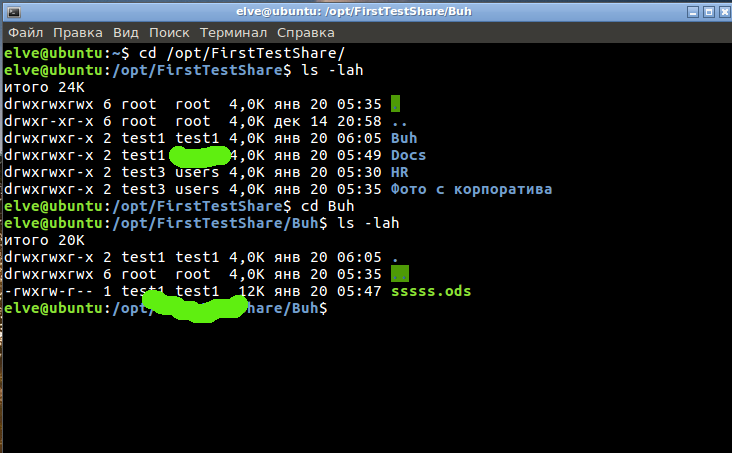 elve@ubuntu: /opt/FirstTestShare/Buh
Файл Правка Вид Поиск Терминал Справка
elve@ubuntu:~$ cd /opt/FirstTestShare/
elve@ubuntu:/opt/FirstTestShare$ ls -lah
итого 24K
drwxrwxrwx 6 root root 4,0K янв 20 05:35 .
drwxr-xr-x 6 root root 4,0K дек 14 20:58 ..
drwxrwxr-x 2 test1 test1 4,0K янв 20 06:05 Buh
drwxrwxr-x 2 test1 4,0K янв 20 05:49 Docs
drwxrwxr-x 2 test3 users 4,0K янв 20 05:30 HR
drwxrwxr-x 2 test3 users 4,0K янв 20 05:35 Фото с корпоратива
elve@ubuntu:/opt/FirstTestShare$ cd Buh
elve@ubuntu:/opt/FirstTestShare/Buh$ ls -lah
итого 20K
drwxrwxr-x 2 test1 test1 4,0K янв 20 06:05 .
drwxrwxrwx 6 root root 4,0K янв 20 05:35 ..
-rwxrw-r-- 1 test1 test1 12K янв 20 05:47 sssss.ods
elve@ubuntu:/opt/ hare/Buh$